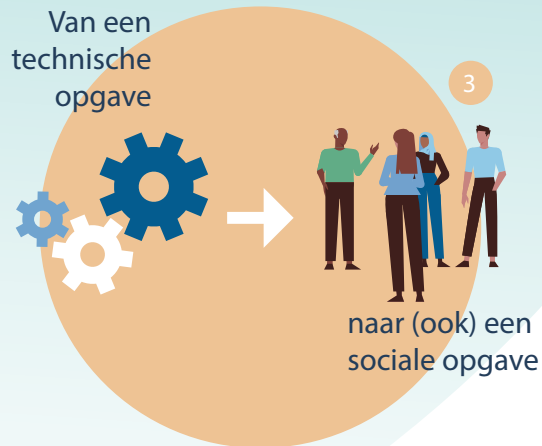 Van een
technische
opgave
3
naar (ook) een
sociale opgave